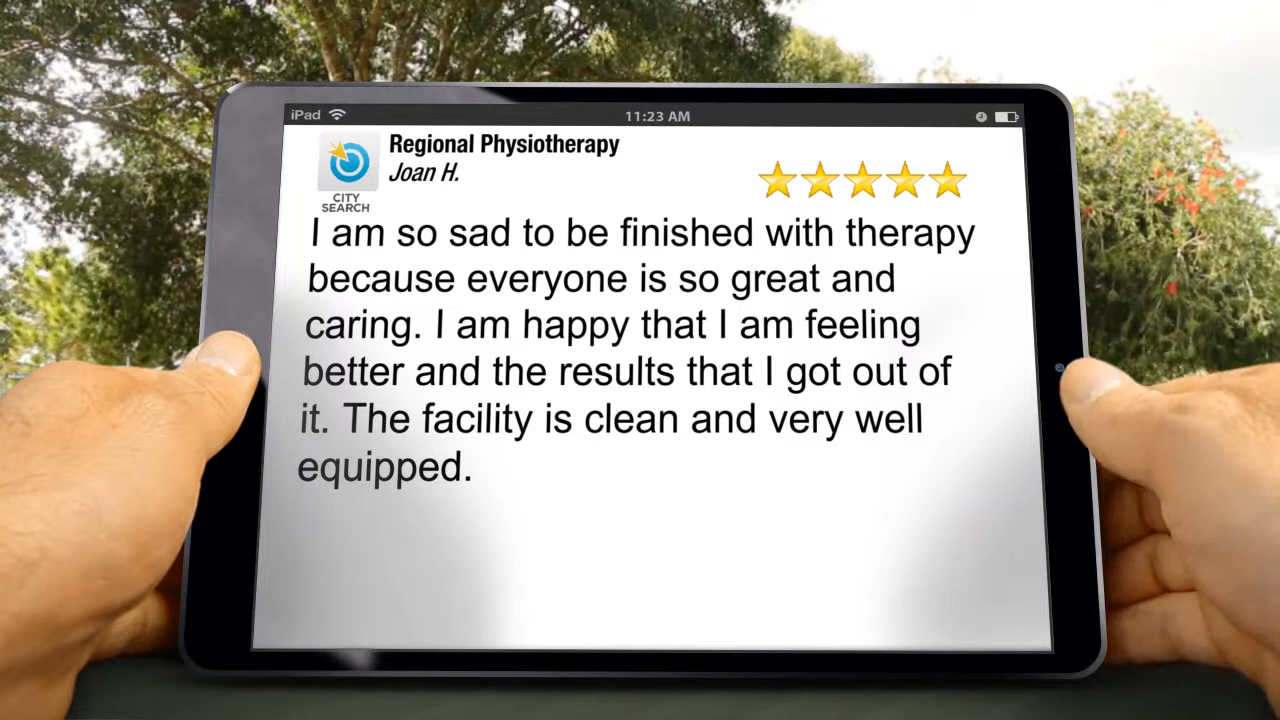 iPad
11:23 AM
Regional Physiotherapy
Joan H.
CITY
SEARCH
I am so sad to be finished with therapy
because everyone is so great and
caring. I am happy that I am feeling
better and the results that I got out of
it. The facility is clean and very well
equipped.